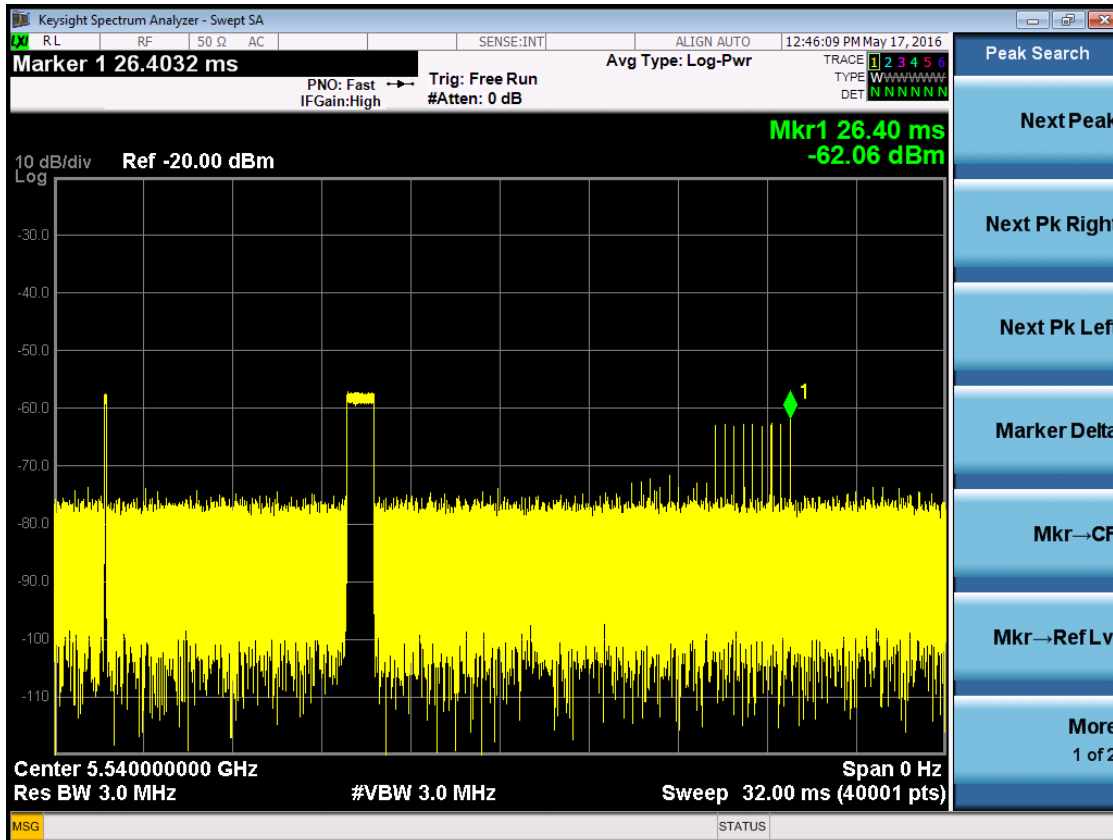 Keysight Spectrum Analyzer - Swept SA
LXI RL RF 50 Ω AC SENSE:INT ALIGN AUTO 12:46:09 PM May 17, 2016
Marker 1 26.4032 ms
PNO: Fast
IFGain:High
Trig: Free Run
#Atten: 0 dB
Avg Type: Log-Pwr
TRACE 1 2 3 4 5 6
TYPE WWWWWW
DET N N N N N N
Mkr1 26.40 ms
-62.06 dBm
10 dB/div Ref -20.00 dBm
Log
-30.0
-40.0
-50.0
-60.0
-70.0
-80.0
-90.0
-100
-110
1
Center 5.540000000 GHz Span 0 Hz
Res BW 3.0 MHz #VBW 3.0 MHz Sweep 32.00 ms (40001 pts)
MSG STATUS
Peak Search
Next Peak
Next Pk Right
Next Pk Left
Marker Delta
Mkr→CF
Mkr→Ref Lv
More
1 of 2